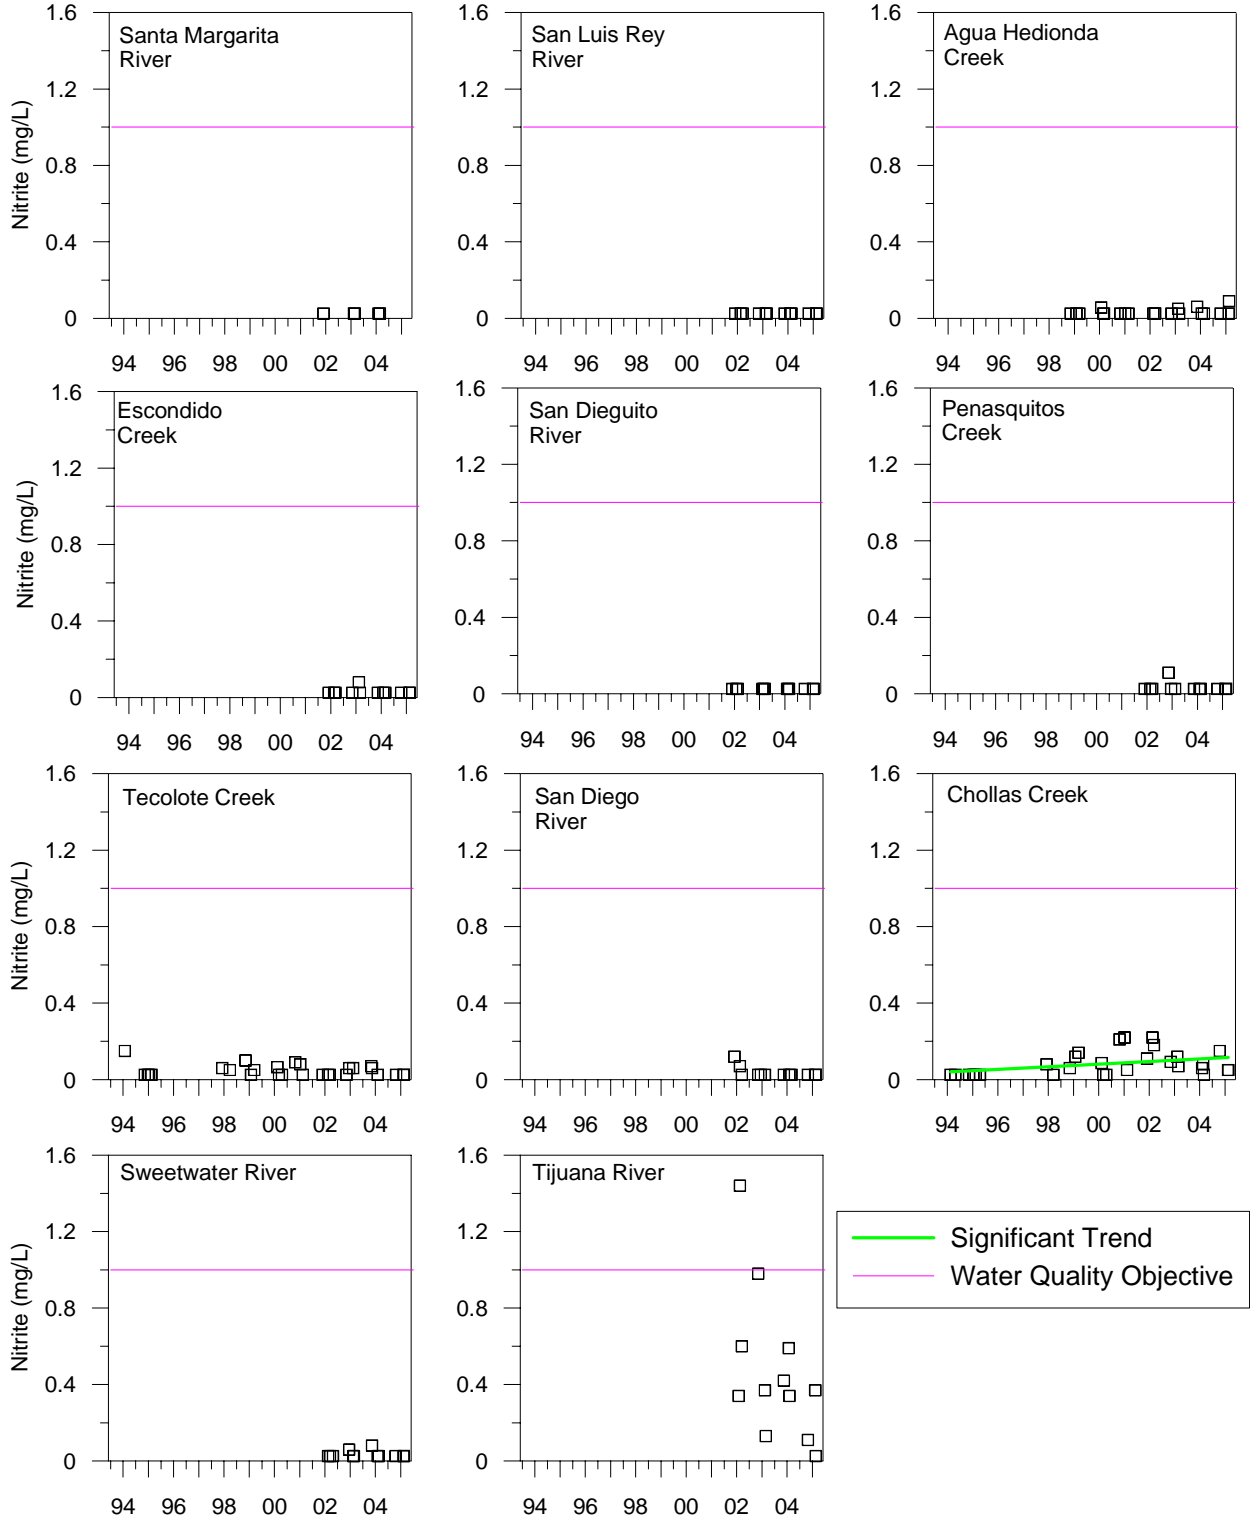 1.6 1.6 1.6
Santa Margarita San Luis Rey Agua Hedionda
River River Creek
1.2 1.2 1.2
0.8 0.8 0.8
0.4 0.4 0.4
0 0 0
Nitrite (mg/L)
94 96 98 00 02 04 94 96 98 00 02 04 94 96 98 00 02 04
1.6 1.6 1.6
Escondido San Dieguito Penasquitos
Creek River Creek
1.2 1.2 1.2
0.8 0.8 0.8
0.4 0.4 0.4
0 0 0
Nitrite (mg/L)
94 96 98 00 02 04 94 96 98 00 02 04 94 96 98 00 02 04
1.6 1.6 1.6
Tecolote Creek San Diego Chollas Creek
River
1.2 1.2 1.2
0.8 0.8 0.8
0.4 0.4 0.4
0 0 0
Nitrite (mg/L)
94 96 98 00 02 04 94 96 98 00 02 04 94 96 98 00 02 04
1.6 1.6
Sweetwater River Tijuana River
1.2 1.2
0.8 0.8
0.4 0.4
0 0
Nitrite (mg/L)
94 96 98 00 02 04 94 96 98 00 02 04
Significant Trend
Water Quality Objective